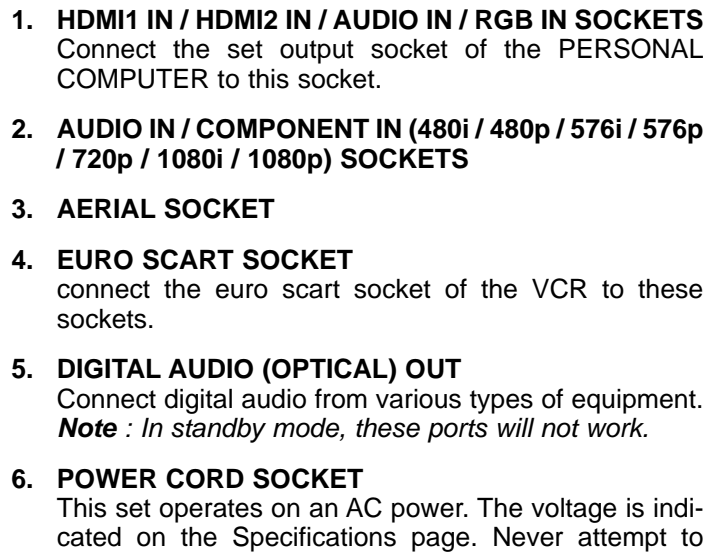 1. HDMI1 IN / HDMI2 IN / AUDIO IN / RGB IN SOCKETS
Connect the set output socket of the PERSONAL
COMPUTER to this socket.
2. AUDIO IN / COMPONENT IN (480i / 480p / 576i / 576p
/ 720p / 1080i / 1080p) SOCKETS
3. AERIAL SOCKET
4. EURO SCART SOCKET
connect the euro scart socket of the VCR to these
sockets.
5. DIGITAL AUDIO (OPTICAL) OUT
Connect digital audio from various types of equipment.
Note : In standby mode, these ports will not work.
6. POWER CORD SOCKET
This set operates on an AC power. The voltage is indi-
cated on the Specifications page. Never attempt to